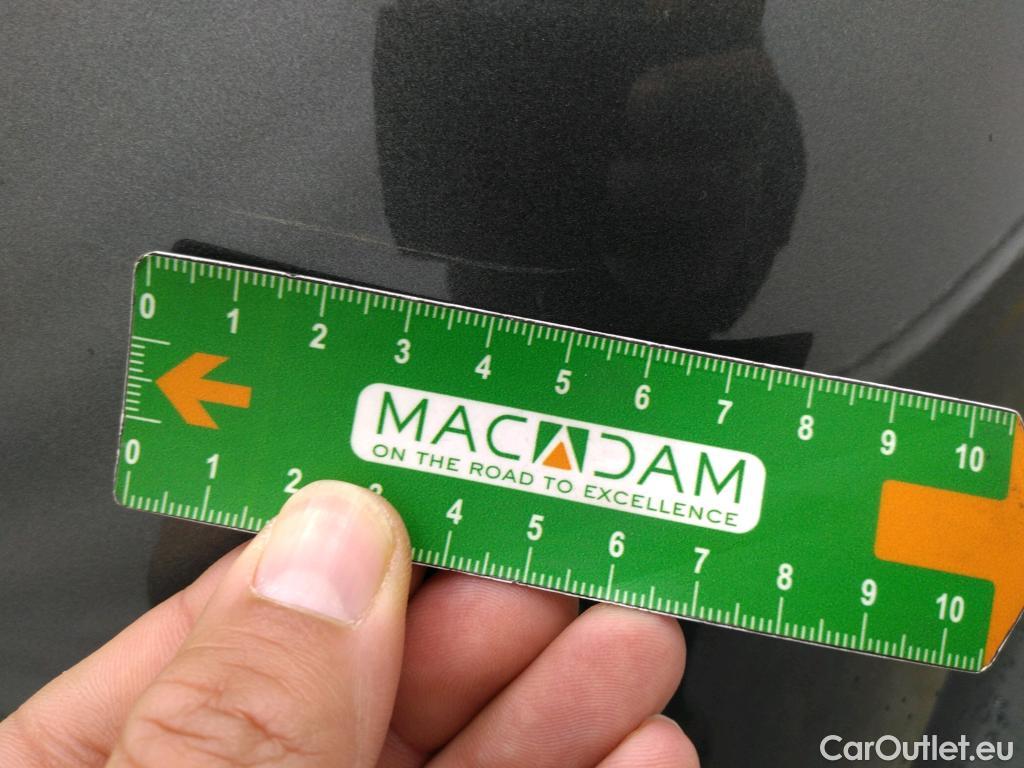 0 1 2 3 4 5 6 7 8 9 10
MACADAM
ON THE ROAD TO EXCELLENCE
0 1 2 3 4 5 6 7 8 9 10
CarOutlet.eu